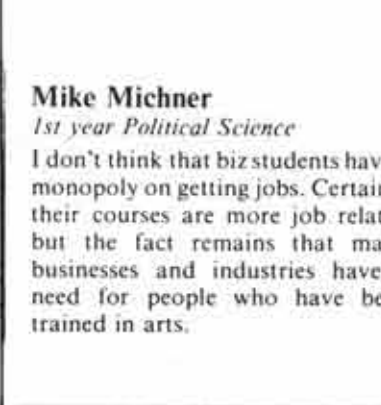 Mike Michner
1st year Political Science
I don't think that biz students hav
monopoly on getting jobs. Certain
their courses are more job relat
but the fact remains that ma
businesses and industries have
need for people who have be
trained in arts.